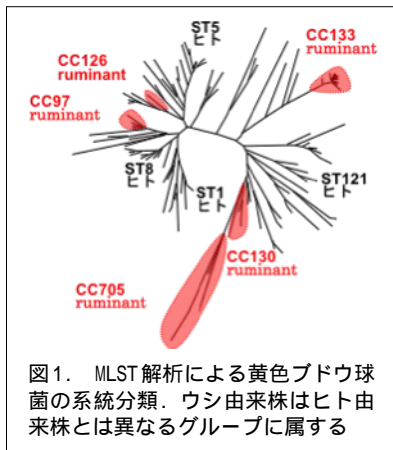 ST5
ヒト
CC133
ruminant
CC126
ruminant
CC97
ruminant
ST8
ヒト
ST1
ヒト
ST121
ヒト
CC130
ruminant
CC705
ruminant
図1. MLST解析による黄色ブドウ球
菌の系統分類. ウシ由来株はヒト由
来株とは異なるグループに属する